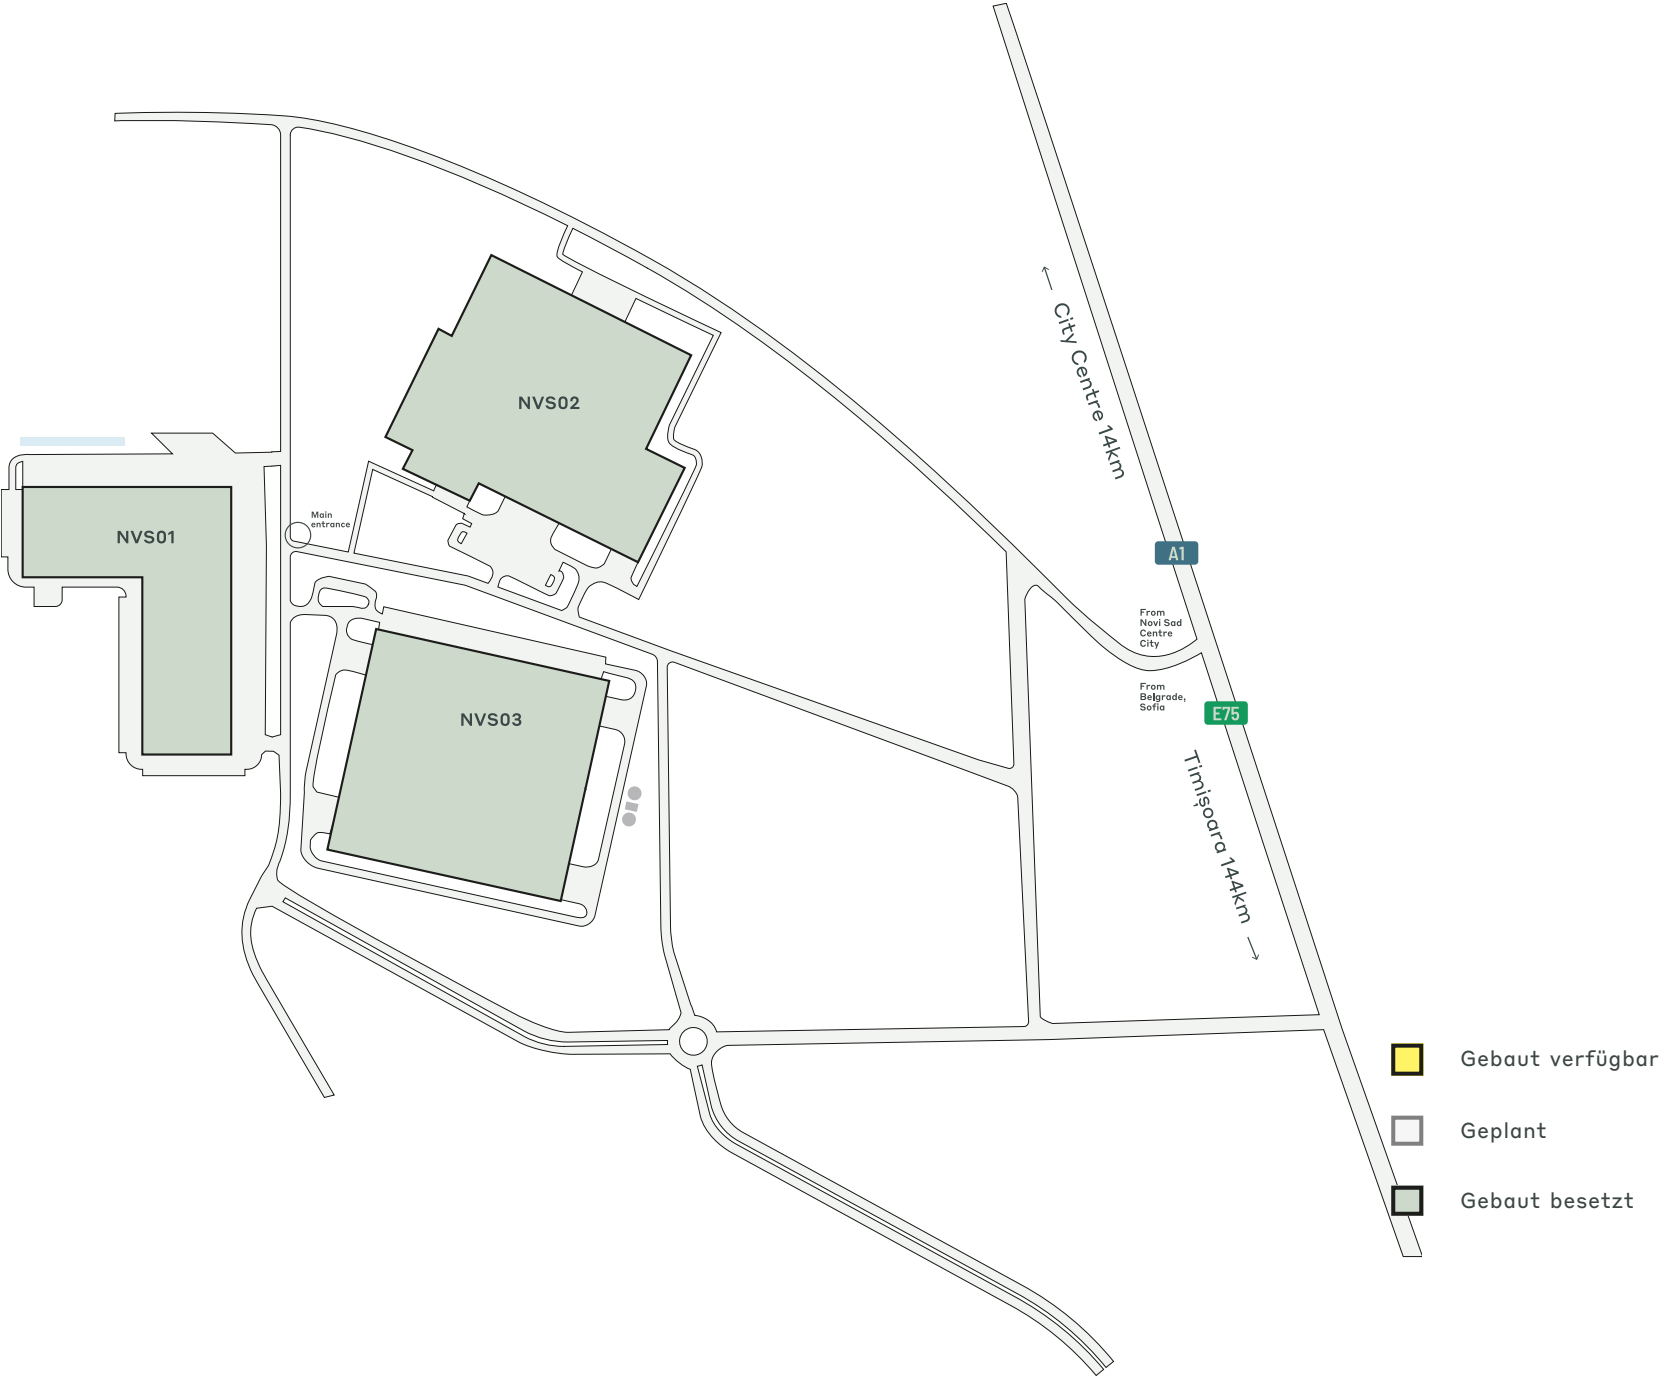 City Centre 14km
NVS02
NVS01
Main
entrance
A1
From
Novi Sad
Centre
City
From
Belgrade,
Sofia
E75
NVS03
Timișoara 144km
Gebaut verfügbar
Geplant
Gebaut besetzt